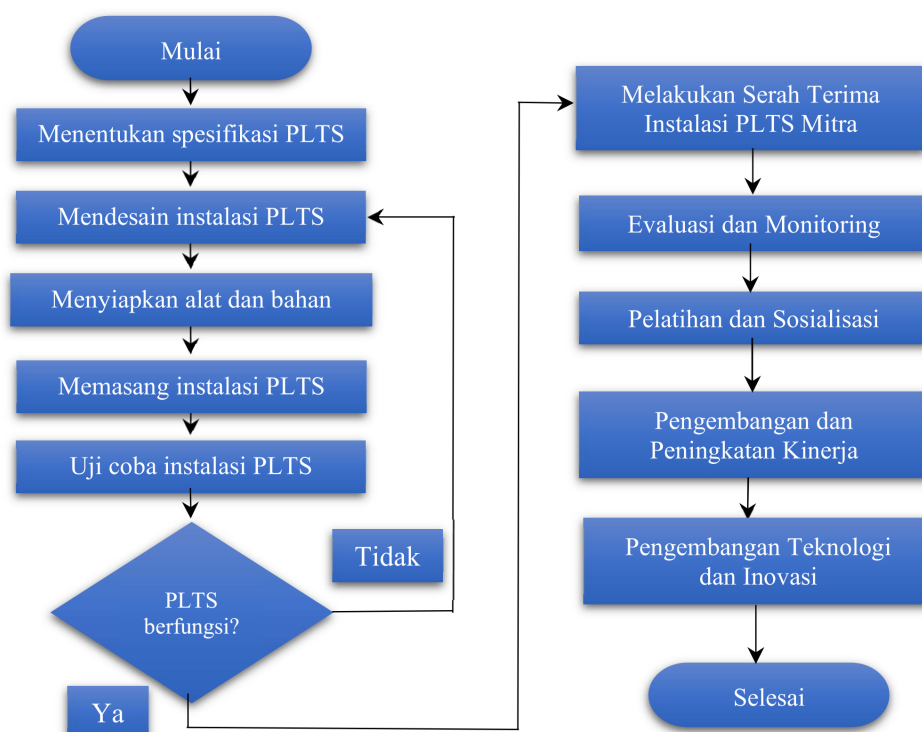 Mulai
Menentukan spesifikasi PLTS
Mendesain instalasi PLTS
Menyiapkan alat dan bahan
Memasang instalasi PLTS
Uji coba instalasi PLTS
Tidak
PLTS
berfungsi?
Ya
Melakukan Serah Terima
Instalasi PLTS Mitra
Evaluasi dan Monitoring
Pelatihan dan Sosialisasi
Pengembangan dan
Peningkatan Kinerja
Pengembangan Teknologi
dan Inovasi
Selesai